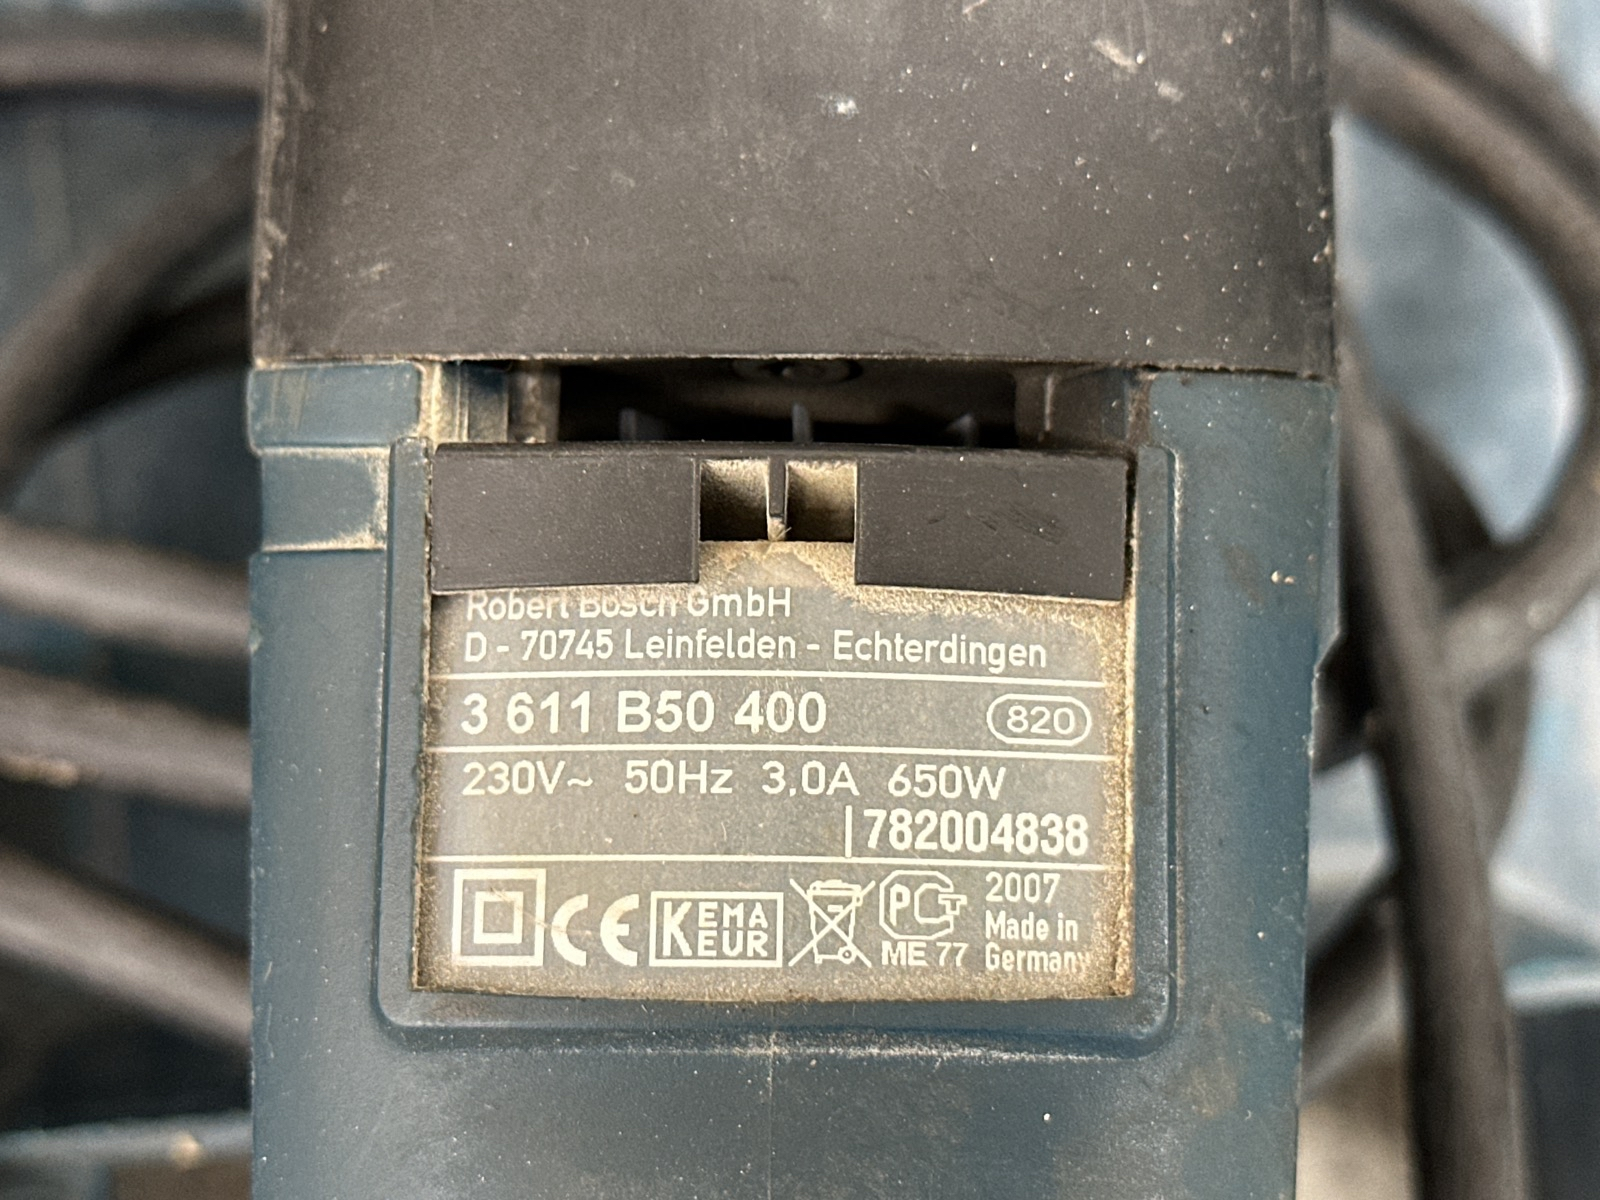 Robert Bosch GmbH
D - 70745 Leinfelden - Echterdingen
3 611 B50 400 820
230V~ 50Hz 3,0A 650W
|782004838
CE KEMA EUR PCT ME 77 2007
Made in
Germany